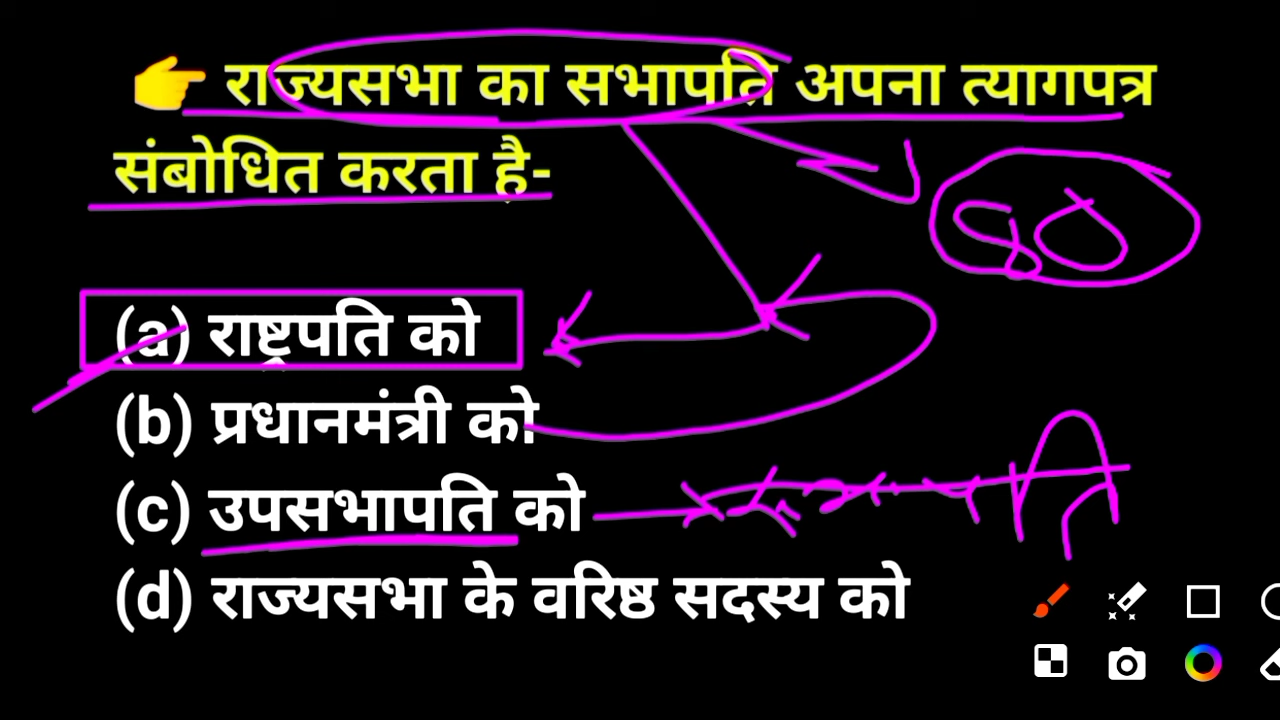 👉 राज्यसभा का सभापति अपना त्यागपत्र
संबोधित करता है-
(a) राष्ट्रपति को
(b) प्रधानमंत्री को
(c) उपसभापति को
(d) राज्यसभा के वरिष्ठ सदस्य को